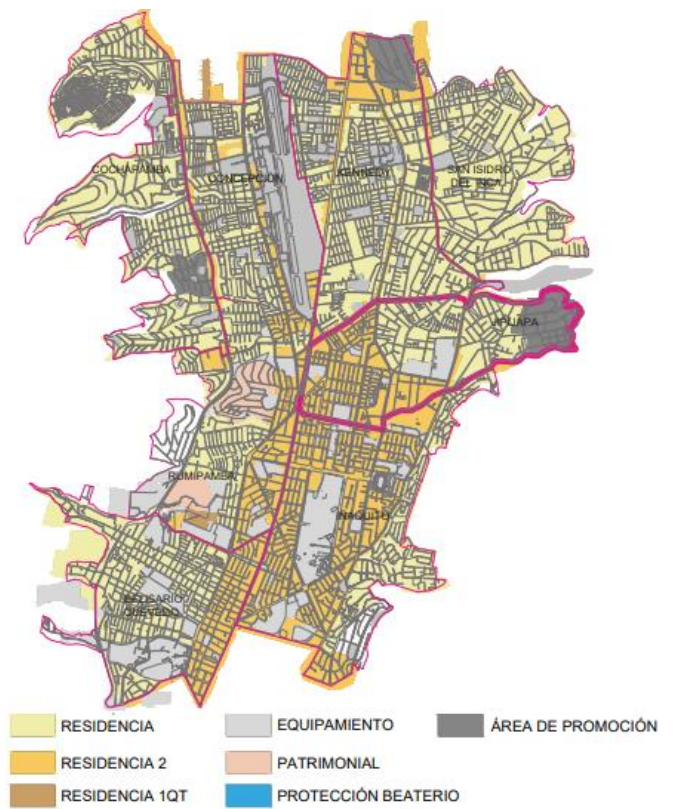 COCHAPAMBA
CONCEPCIÓN
KENNEDY
SAN ISIDRO
DEL INCA
JIPIJAPA
RUMIPAMBA
IÑAQUITO
BELISARIO
QUEVEDO
RESIDENCIA
EQUIPAMIENTO
ÁREA DE PROMOCIÓN
RESIDENCIA 2
PATRIMONIAL
RESIDENCIA 1QT
PROTECCIÓN BEATERIO